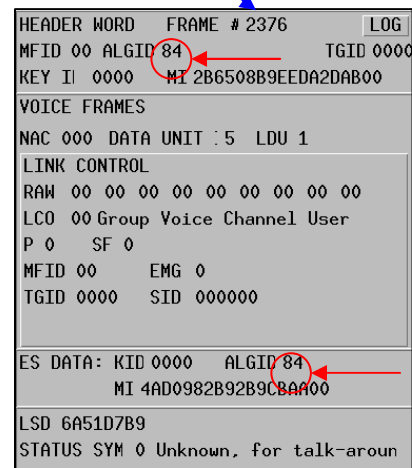 HEADER WORD FRAME # 2376 LOG
MFID 00 ALGID 84 TGID 0000
KEY I 0000 MI 2B6508B9EEDA2DAB00
VOICE FRAMES
NAC 000 DATA UNIT : 5 LDU 1
LINK CONTROL
RAW 00 00 00 00 00 00 00 00 00
LCO 00 Group Voice Channel User
P 0 SF 0
MFID 00 EMG 0
TGID 0000 SID 000000
ES DATA: KID 0000 ALGID 84
MI 4AD0982B92B9CBAA00
LSD 6A51D7B9
STATUS SYM 0 Unknown, for talk-aroun